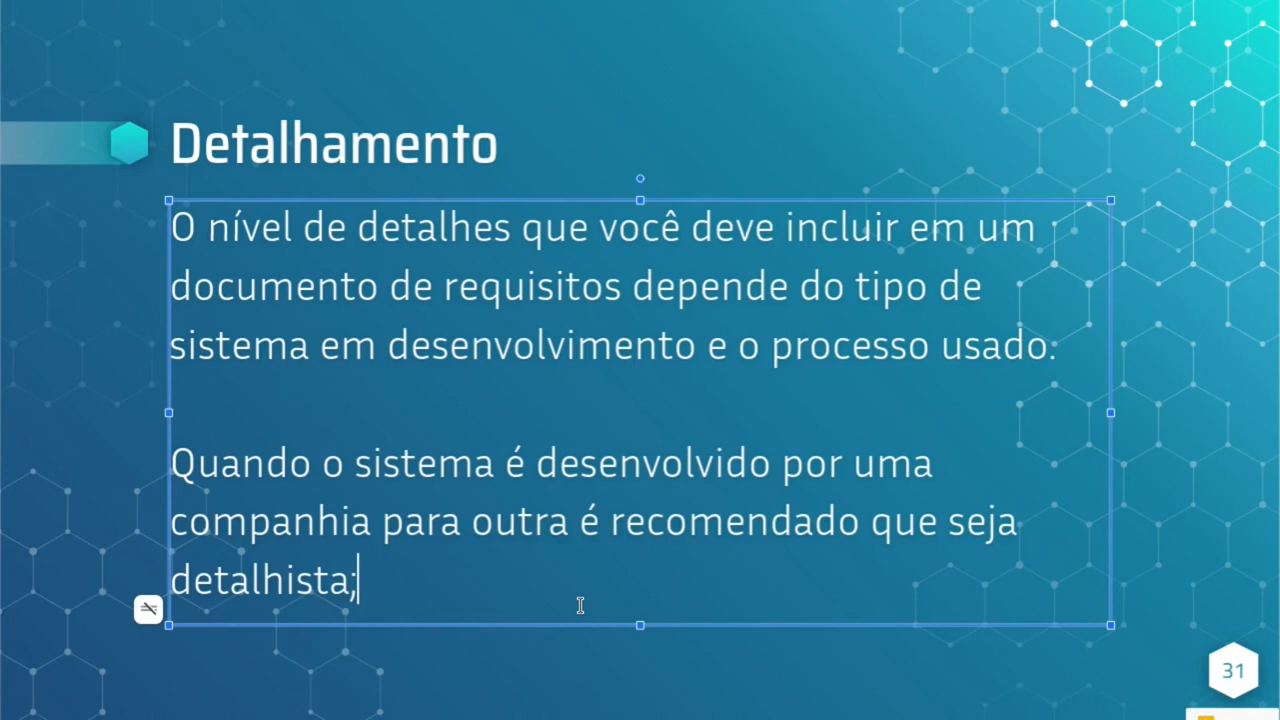 Detalhamento
O nível de detalhes que você deve incluir em um
documento de requisitos depende do tipo de
sistema em desenvolvimento e o processo usado.
Quando o sistema é desenvolvido por uma
companhia para outra é recomendado que seja
detalhista;
31